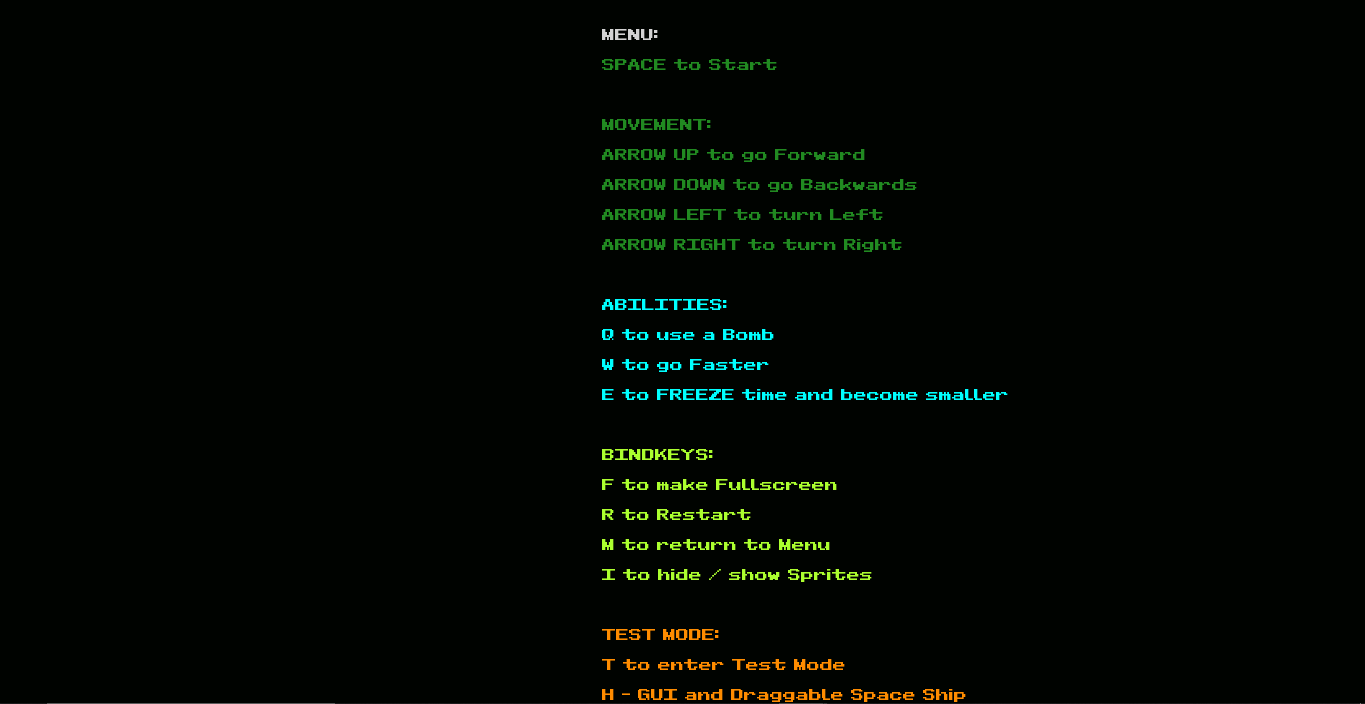 MENU:
SPACE to Start
MOVEMENT:
ARROW UP to go Forward
ARROW DOWN to go Backwards
ARROW LEFT to turn Left
ARROW RIGHT to turn Right
ABILITIES:
Q to use a Bomb
W to go Faster
E to FREEZE time and become smaller
BINDKEYS:
F to make Fullscreen
R to Restart
M to return to Menu
I to hide / show Sprites
TEST MODE:
T to enter Test Mode
H - GUI and Draggable Space Ship